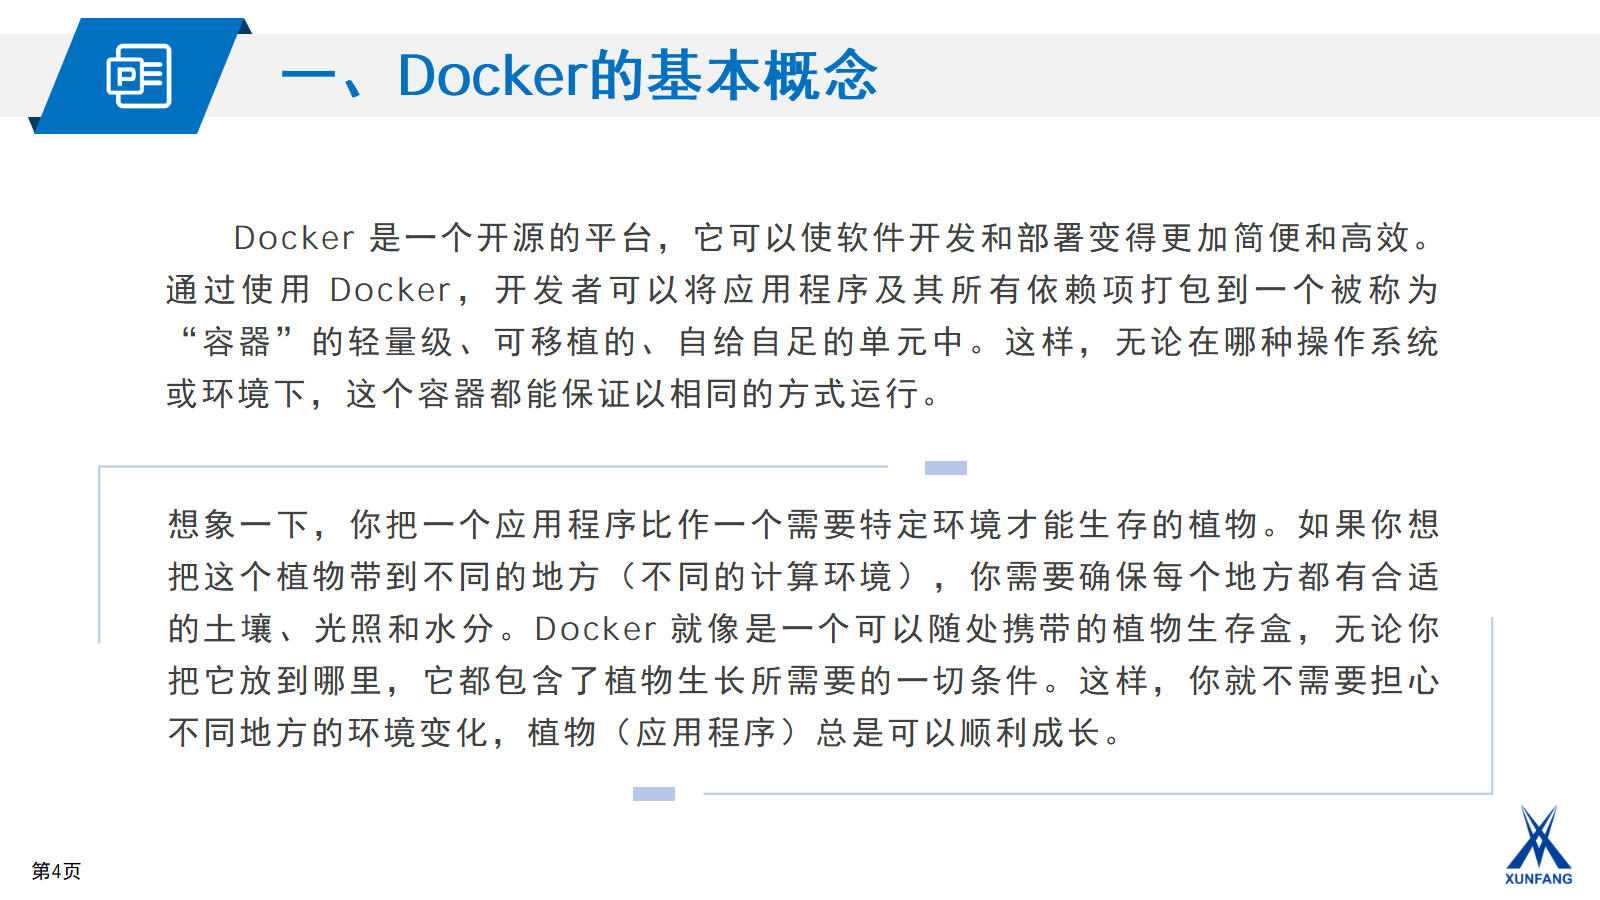 一、Docker的基本概念
Docker 是一个开源的平台，它可以使软件开发和部署变得更加简便和高效。
通过使用 Docker，开发者可以将应用程序及其所有依赖项打包到一个被称为
“容器”的轻量级、可移植的、自给自足的单元中。这样，无论在哪种操作系统
或环境下，这个容器都能保证以相同的方式运行。
想象一下，你把一个应用程序比作一个需要特定环境才能生存的植物。如果你想
把这个植物带到不同的地方（不同的计算环境），你需要确保每个地方都有合适
的土壤、光照和水分。Docker 就像是一个可以随处携带的植物生存盒，无论你
把它放到哪里，它都包含了植物生长所需要的一切条件。这样，你就不需要担心
不同地方的环境变化，植物（应用程序）总是可以顺利成长。
第4页
XUNFANG